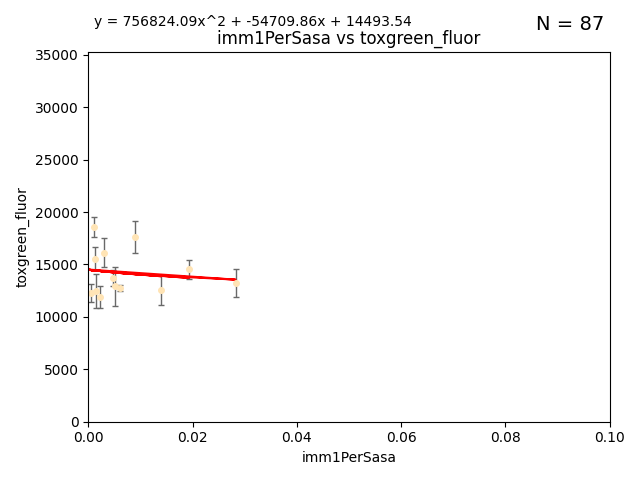 y = 756824.09x^2 + -54709.86x + 14493.54
N = 87
imm1PerSasa vs toxgreen_fluor
35000
30000
25000
20000
15000
10000
5000
0
toxgreen_fluor
0.00 0.02 0.04 0.06 0.08 0.10
imm1PerSasa